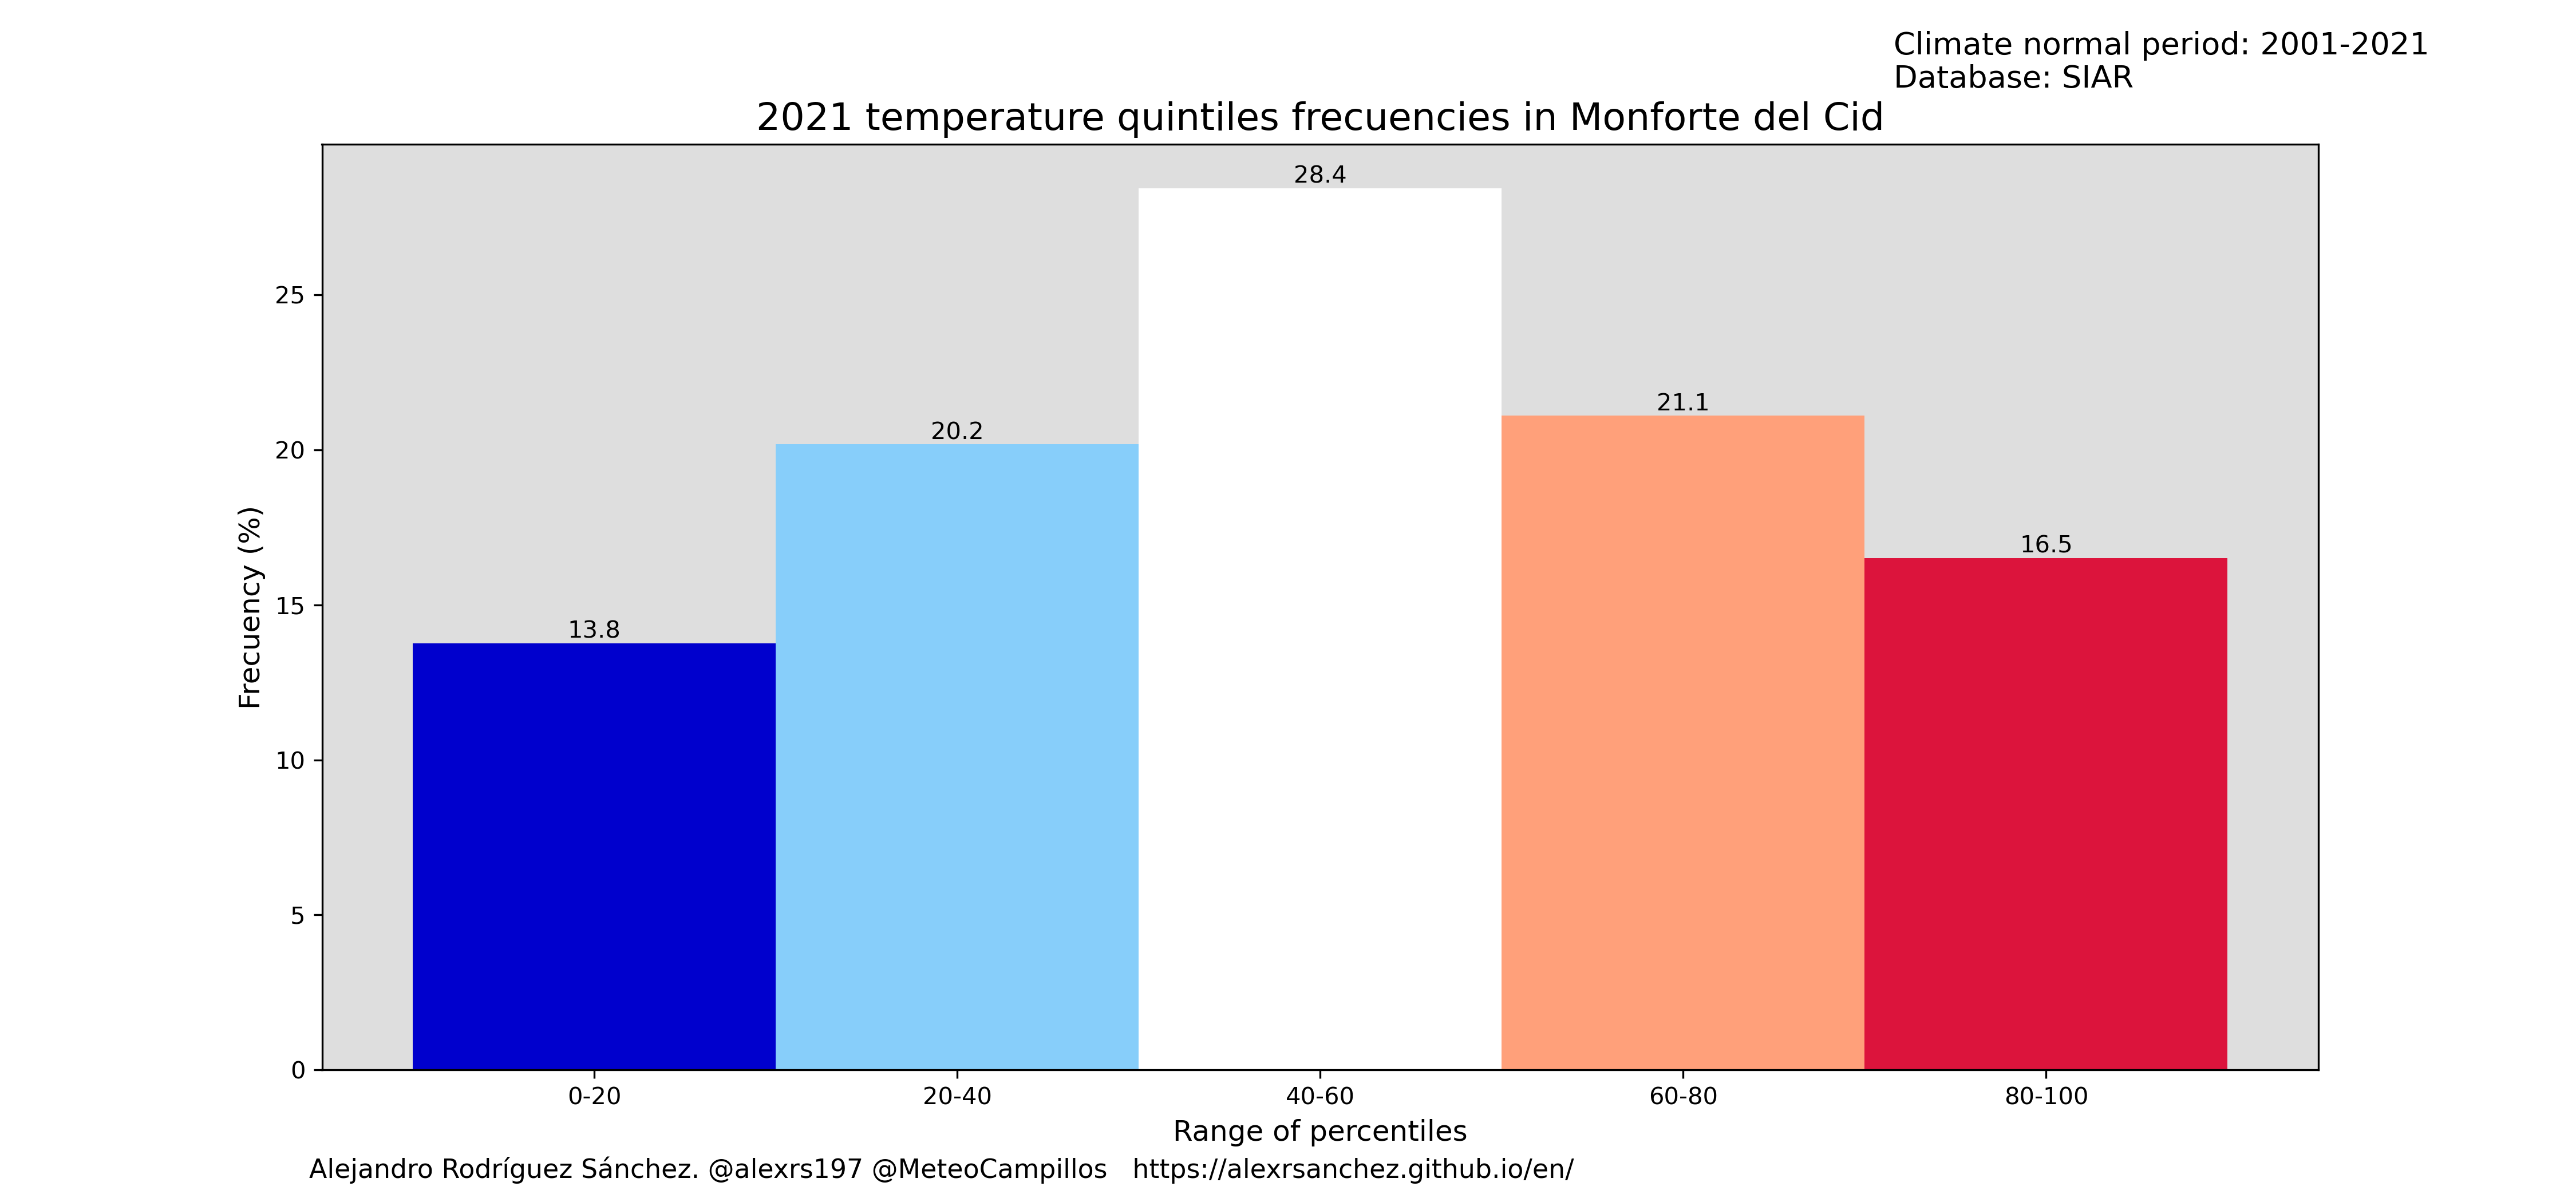 Climate normal period: 2001-2021
Database: SIAR
2021 temperature quintiles frecuencies in Monforte del Cid
28.4
25
21.1
20.2
20
16.5
15
13.8
10
5
0
Frecuency (%)
0-20
20-40
40-60
60-80
80-100
Range of percentiles
Alejandro Rodríguez Sánchez. @alexrs197 @MeteoCampillos https://alexrsanchez.github.io/en/